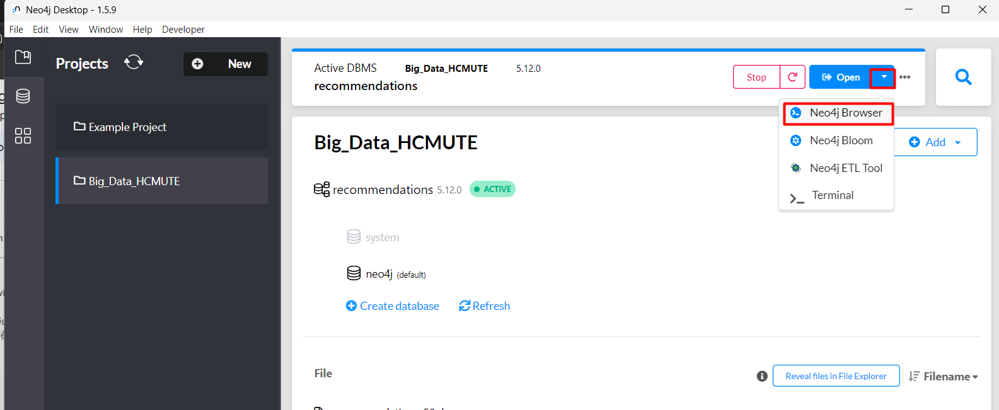 Neo4j Desktop - 1.5.9
File Edit View Window Help Developer
Projects
New
Example Project
Big_Data_HCMUTE
Active DBMS Big_Data_HCMUTE 5.12.0
recommendations
Stop
Open
Neo4j Browser
Neo4j Bloom
Neo4j ETL Tool
Terminal
Big_Data_HCMUTE
Add
recommendations 5.12.0 ACTIVE
system
neo4j (default)
Create database Refresh
File
Reveal files in File Explorer
Filename